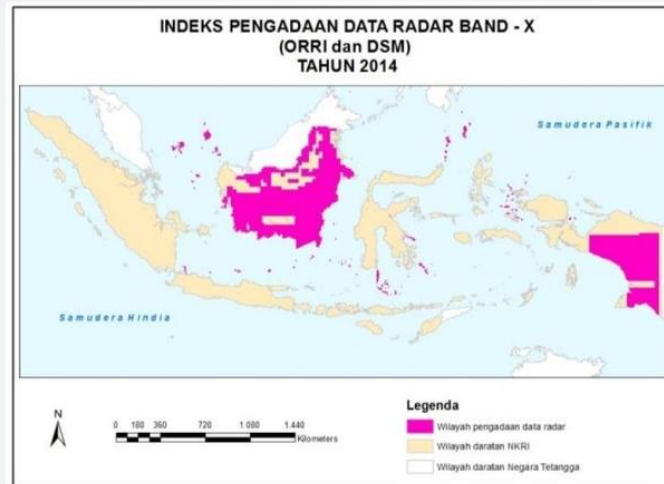 INDEKS PENGADAAN DATA RADAR BAND - X
(ORRI dan DSM)
TAHUN 2014
Samudera Pasifik
Samudera Hindia
N
0 180 360 720 1.080 1.440
Kilometers
Legenda
Wilayah pengadaan data radar
Wilayah daratan NKRI
Wilayah daratan Negara Tetangga